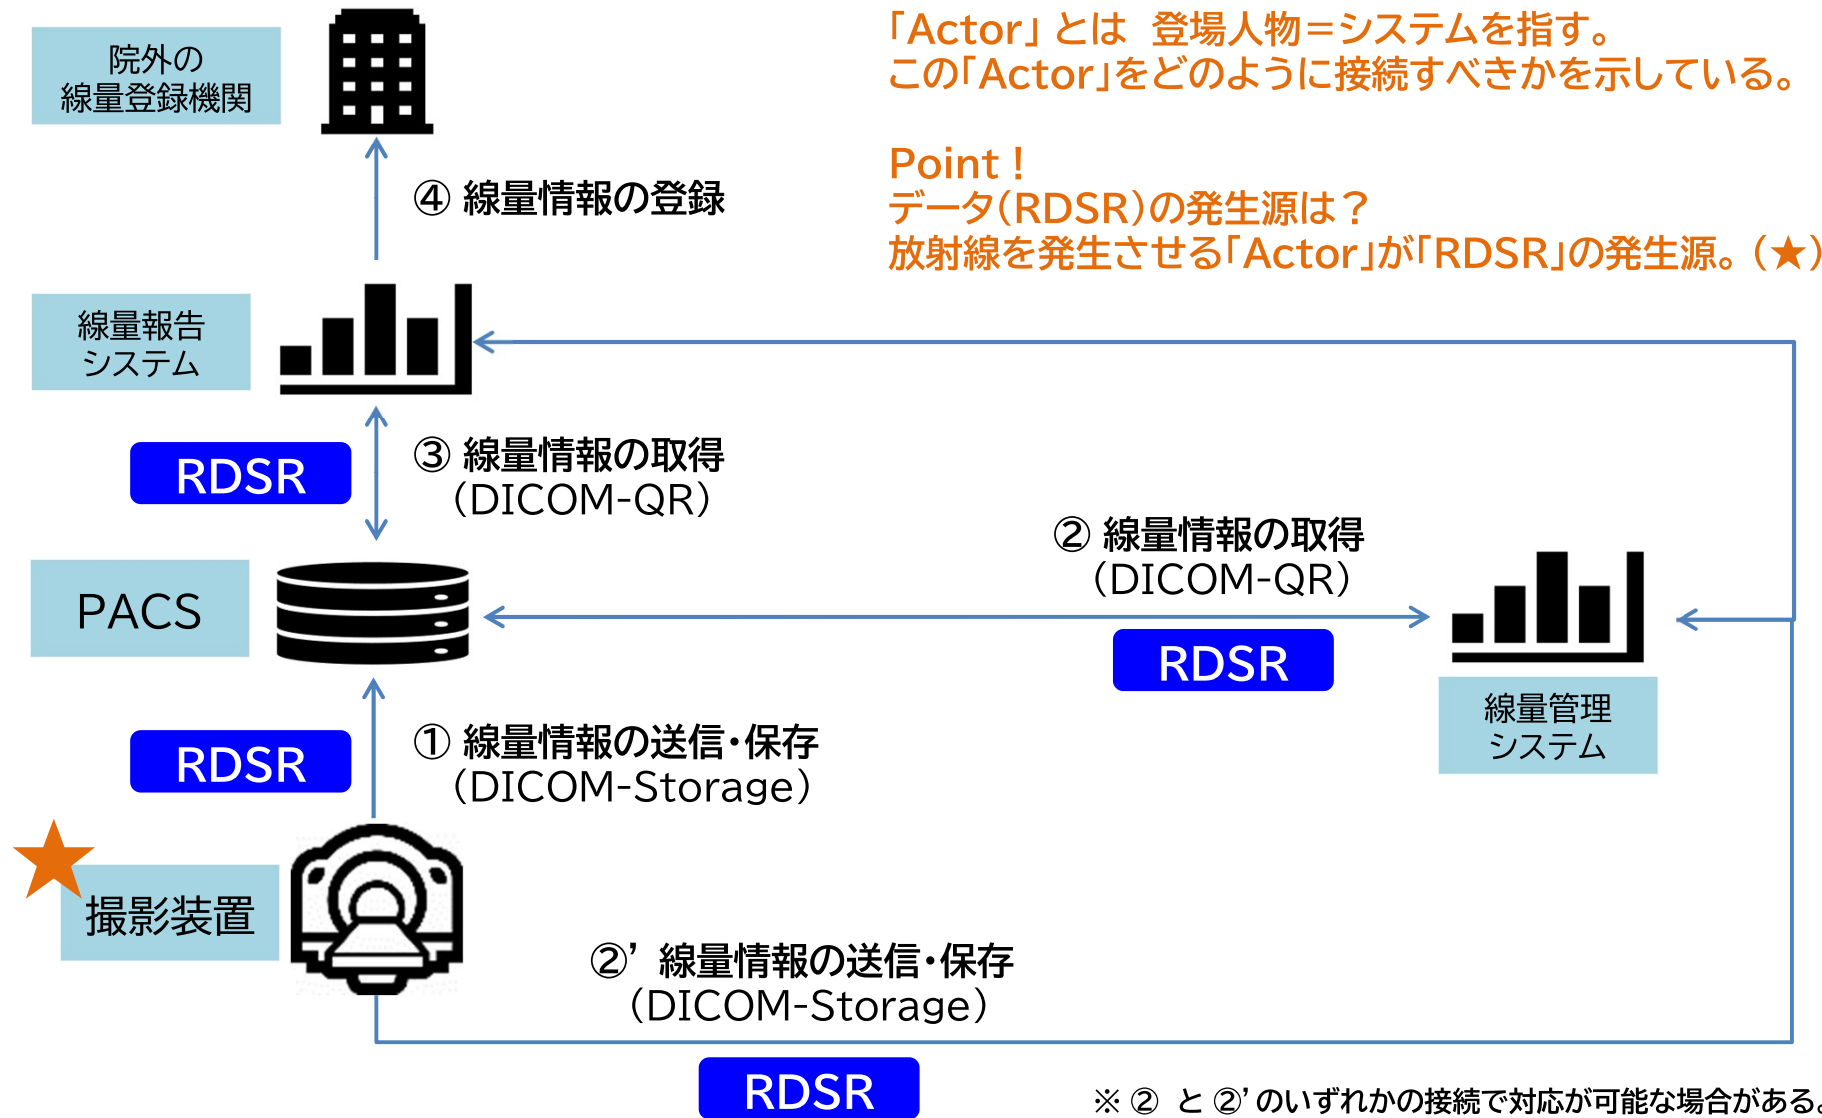 院外の
線量登録機関
「Actor」とは 登場人物＝システムを指す。
この「Actor」をどのように接続すべきかを示している。
Point！
データ（RDSR）の発生源は？
放射線を発生させる「Actor」が「RDSR」の発生源。（★）
④ 線量情報の登録
線量報告
システム
RDSR
③ 線量情報の取得
（DICOM-QR）
PACS
② 線量情報の取得
（DICOM-QR）
RDSR
線量管理
システム
RDSR
① 線量情報の送信・保存
（DICOM-Storage）
撮影装置
②’ 線量情報の送信・保存
（DICOM-Storage）
RDSR
※ ② と ②’のいずれかの接続で対応が可能な場合がある。